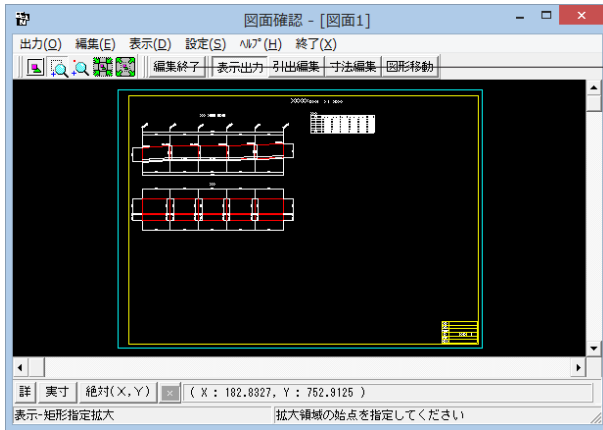 図面確認 - [図面1]
出力(O) 編集(E) 表示(D) 設定(S) ﾍﾙﾌﾟ(H) 終了(X)
編集終了 表示出力 引出編集 寸法編集 図形移動
詳 実寸 絶対(X,Y) × ( X : 182.8327, Y : 752.9125 )
表示-矩形指定拡大 拡大領域の始点を指定してください